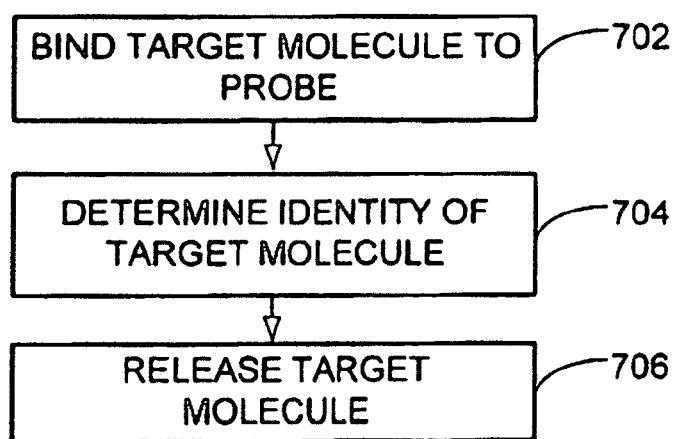 BIND TARGET MOLECULE TO
PROBE
702
DETERMINE IDENTITY OF
TARGET MOLECULE
704
RELEASE TARGET
MOLECULE
706